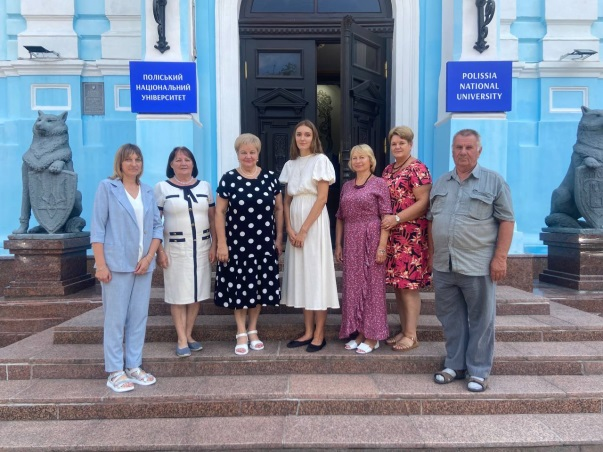 ПОЛІСЬКИЙ
НАЦІОНАЛЬНИЙ
УНІВЕРСИТЕТ
POLISSIA
NATIONAL
UNIVERSITY